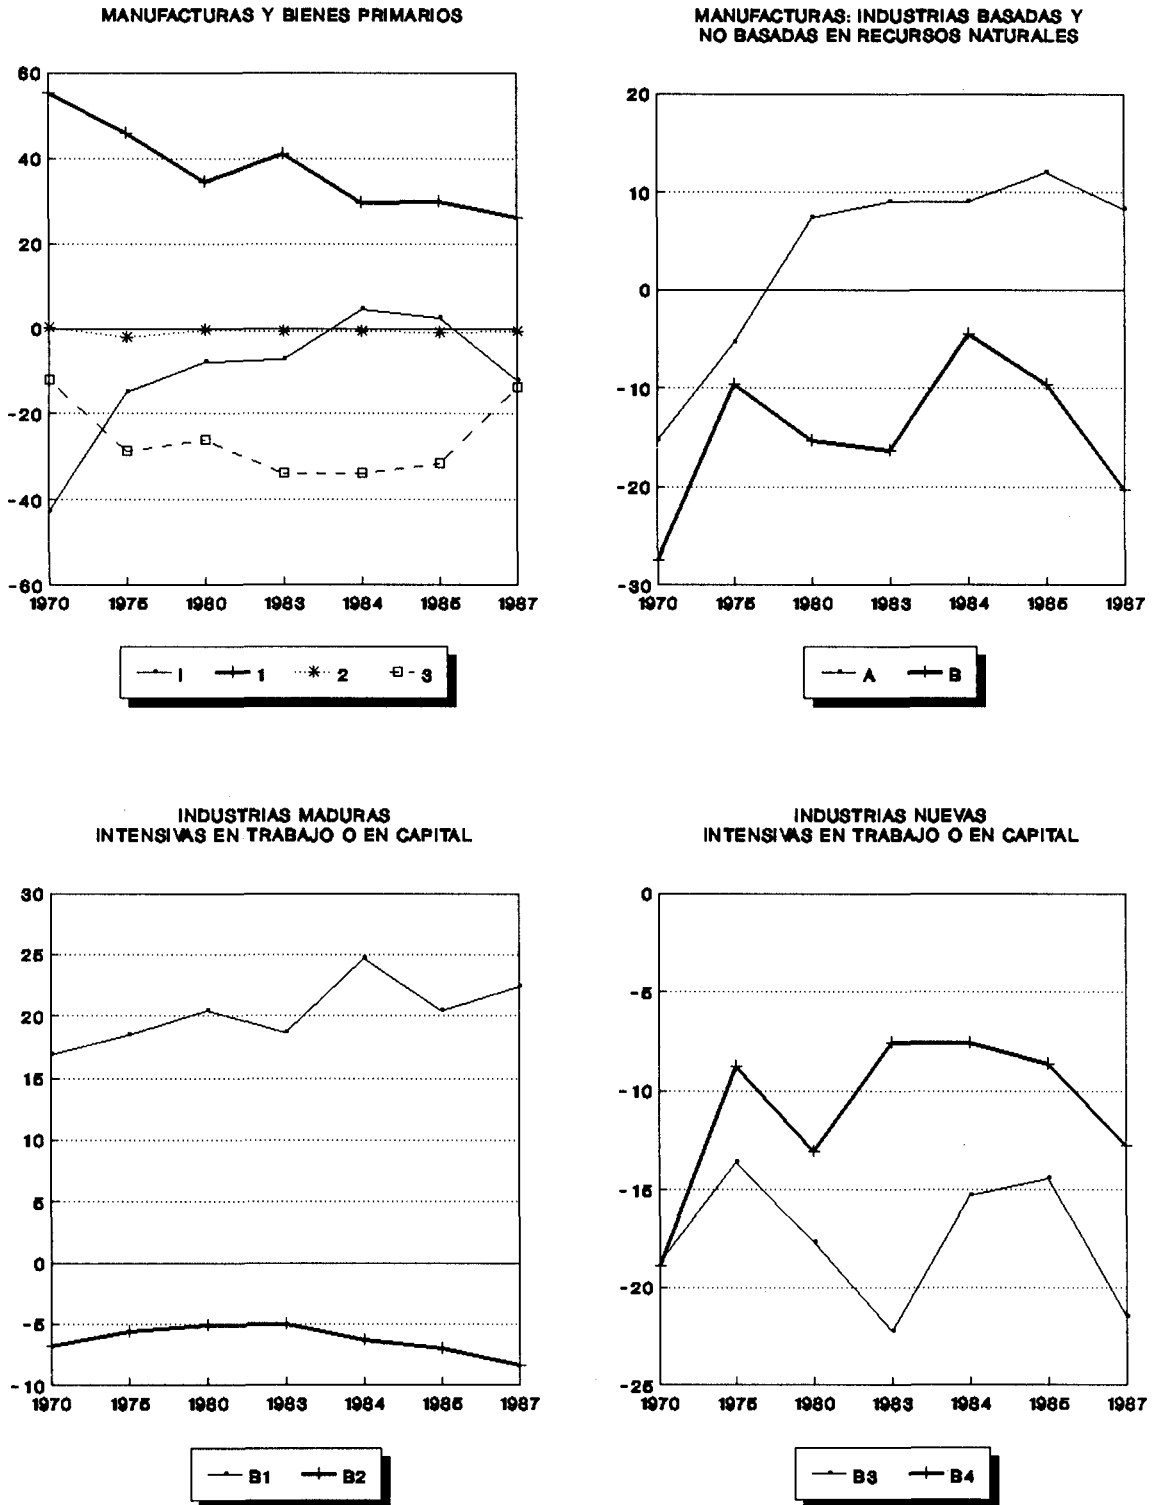 MANUFACTURAS Y BIENES PRIMARIOS
60
40
20
0
-20
-40
-60
1970 1975 1980 1983 1984 1985 1987
I 1 2 3
MANUFACTURAS: INDUSTRIAS BASADAS Y
NO BASADAS EN RECURSOS NATURALES
20
10
0
-10
-20
-30
1970 1975 1980 1983 1984 1985 1987
A B
INDUSTRIAS MADURAS
INTENSIVAS EN TRABAJO O EN CAPITAL
30
25
20
15
10
5
0
-5
-10
1970 1975 1980 1983 1984 1985 1987
B1 B2
INDUSTRIAS NUEVAS
INTENSIVAS EN TRABAJO O EN CAPITAL
0
-5
-10
-15
-20
-25
1970 1975 1980 1983 1984 1985 1987
B3 B4